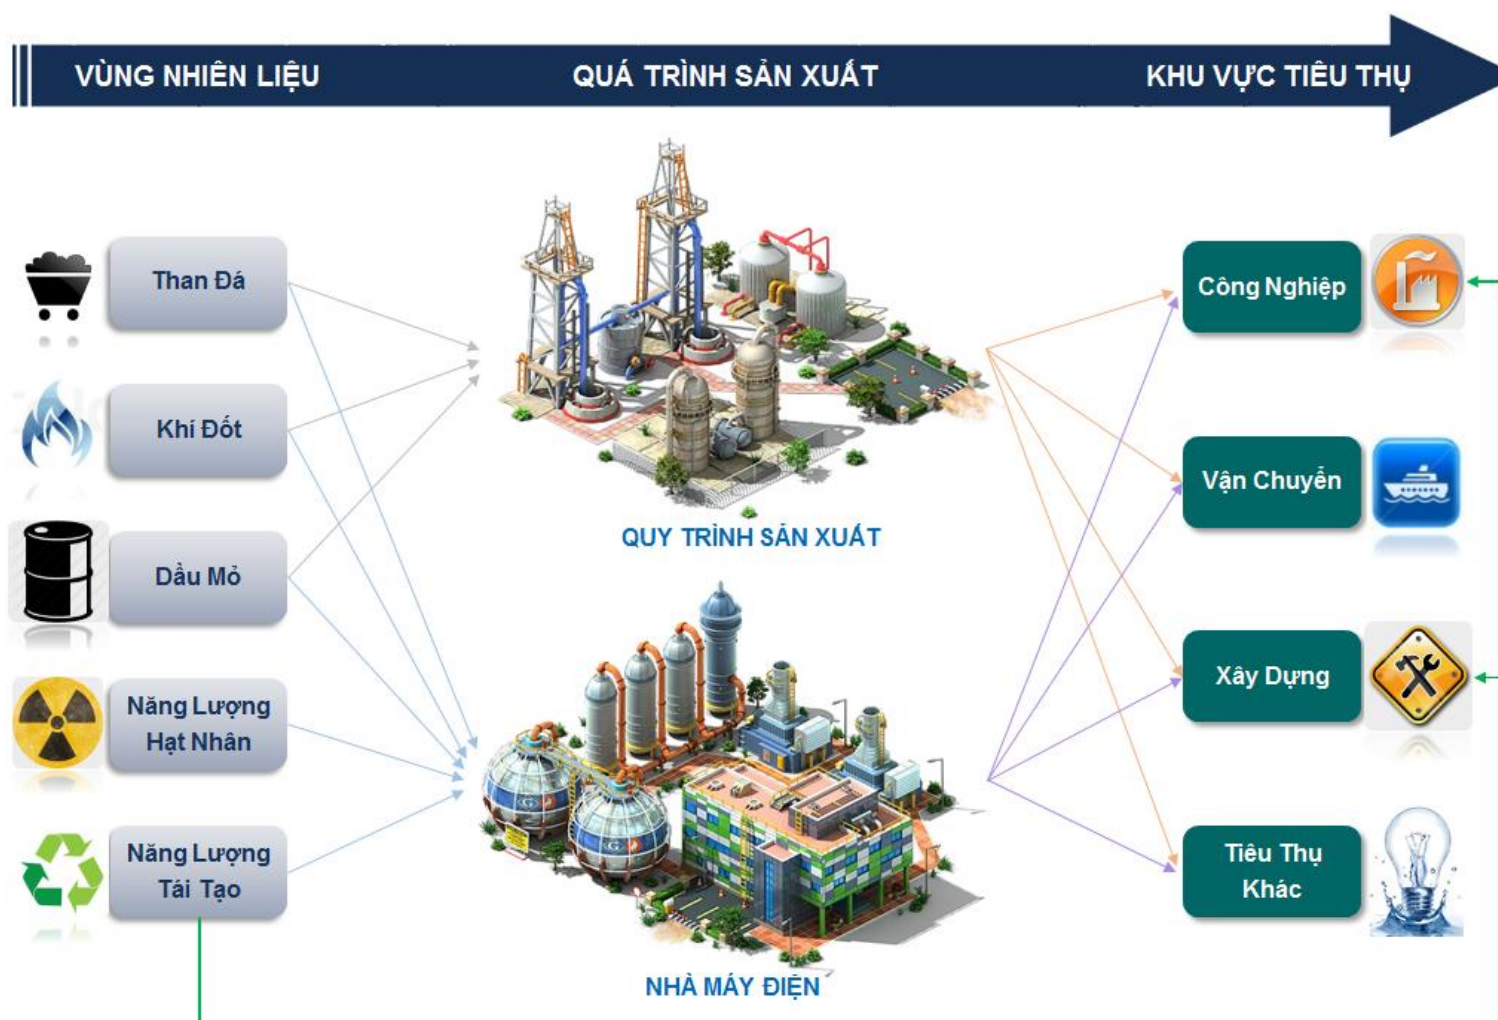 VÙNG NHIÊN LIỆU
QUÁ TRÌNH SẢN XUẤT
KHU VỰC TIÊU THỤ
Than Đá
Khí Đốt
Dầu Mỏ
Năng Lượng
Hạt Nhân
Năng Lượng
Tái Tạo
QUY TRÌNH SẢN XUẤT
NHÀ MÁY ĐIỆN
Công Nghiệp
Vận Chuyển
Xây Dựng
Tiêu Thụ
Khác